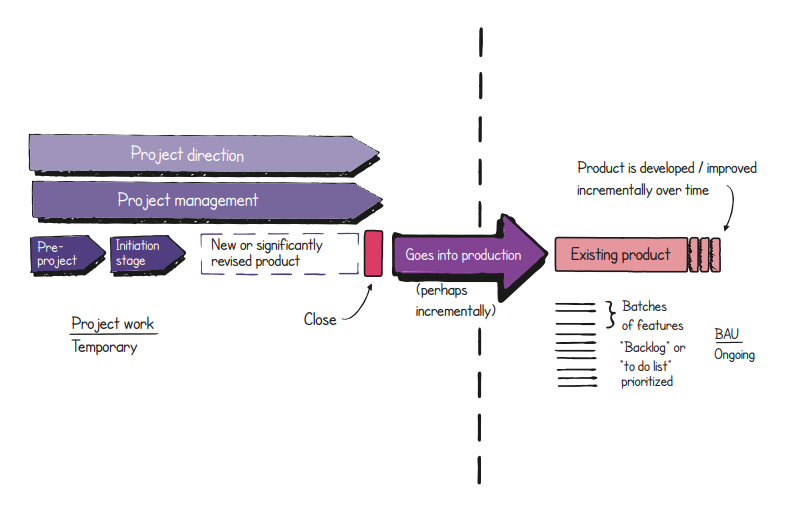 Project direction
Project management
Pre-
project
Initiation
stage
New or significantly
revised product
Close
Project work
Temporary
Goes into production
(perhaps
incrementally)
Product is developed / improved
incrementally over time
Existing product
Batches
of features
"Backlog" or
"to do list"
prioritized
BAU
Ongoing